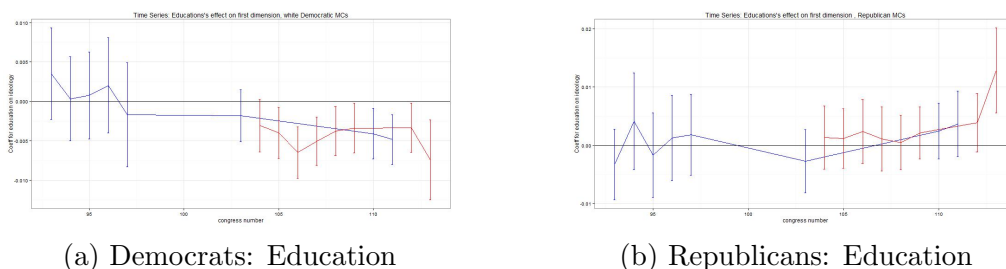 Time Series: Educations's effect on first dimension, white Democratic MCs
0.010
0.005
0.000
-0.005
-0.010
Coeff for education on ideology
95
100
105
110
congress number
(a) Democrats: Education
Time Series: Educations's effect on first dimension , Republican MCs
0.02
0.01
0.00
-0.01
Coeff for education on ideology
95
100
105
110
congress number
(b) Republicans: Education